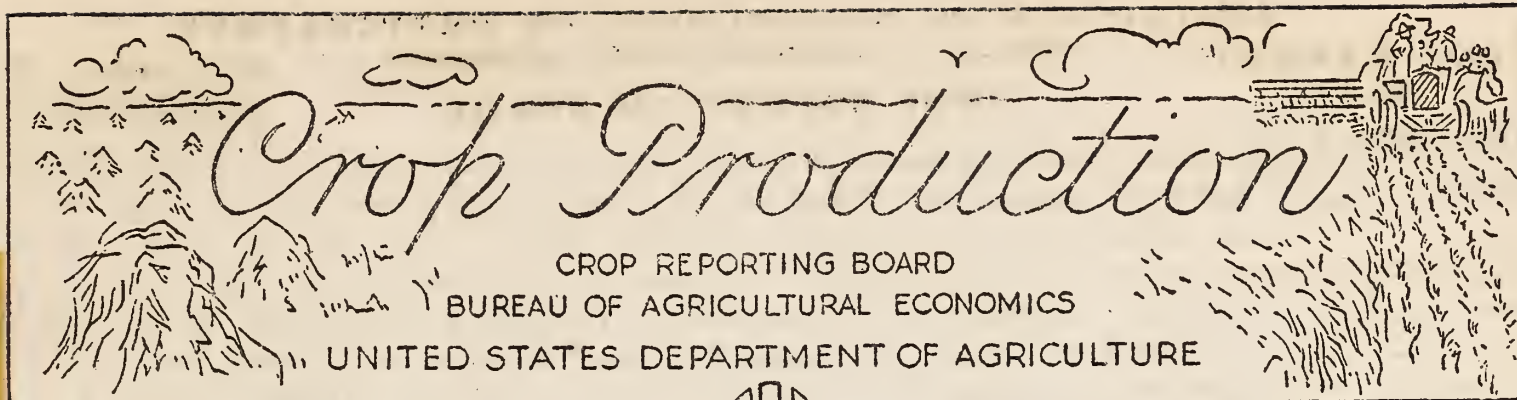 Crop Production
CROP REPORTING BOARD
BUREAU OF AGRICULTURAL ECONOMICS
UNITED STATES DEPARTMENT OF AGRICULTURE